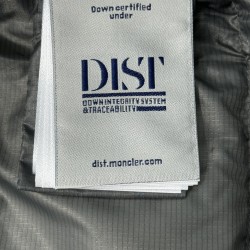 Down certified
under
DIST
DOWN INTEGRITY SYSTEM
& TRACEABILITY
dist.moncler.com